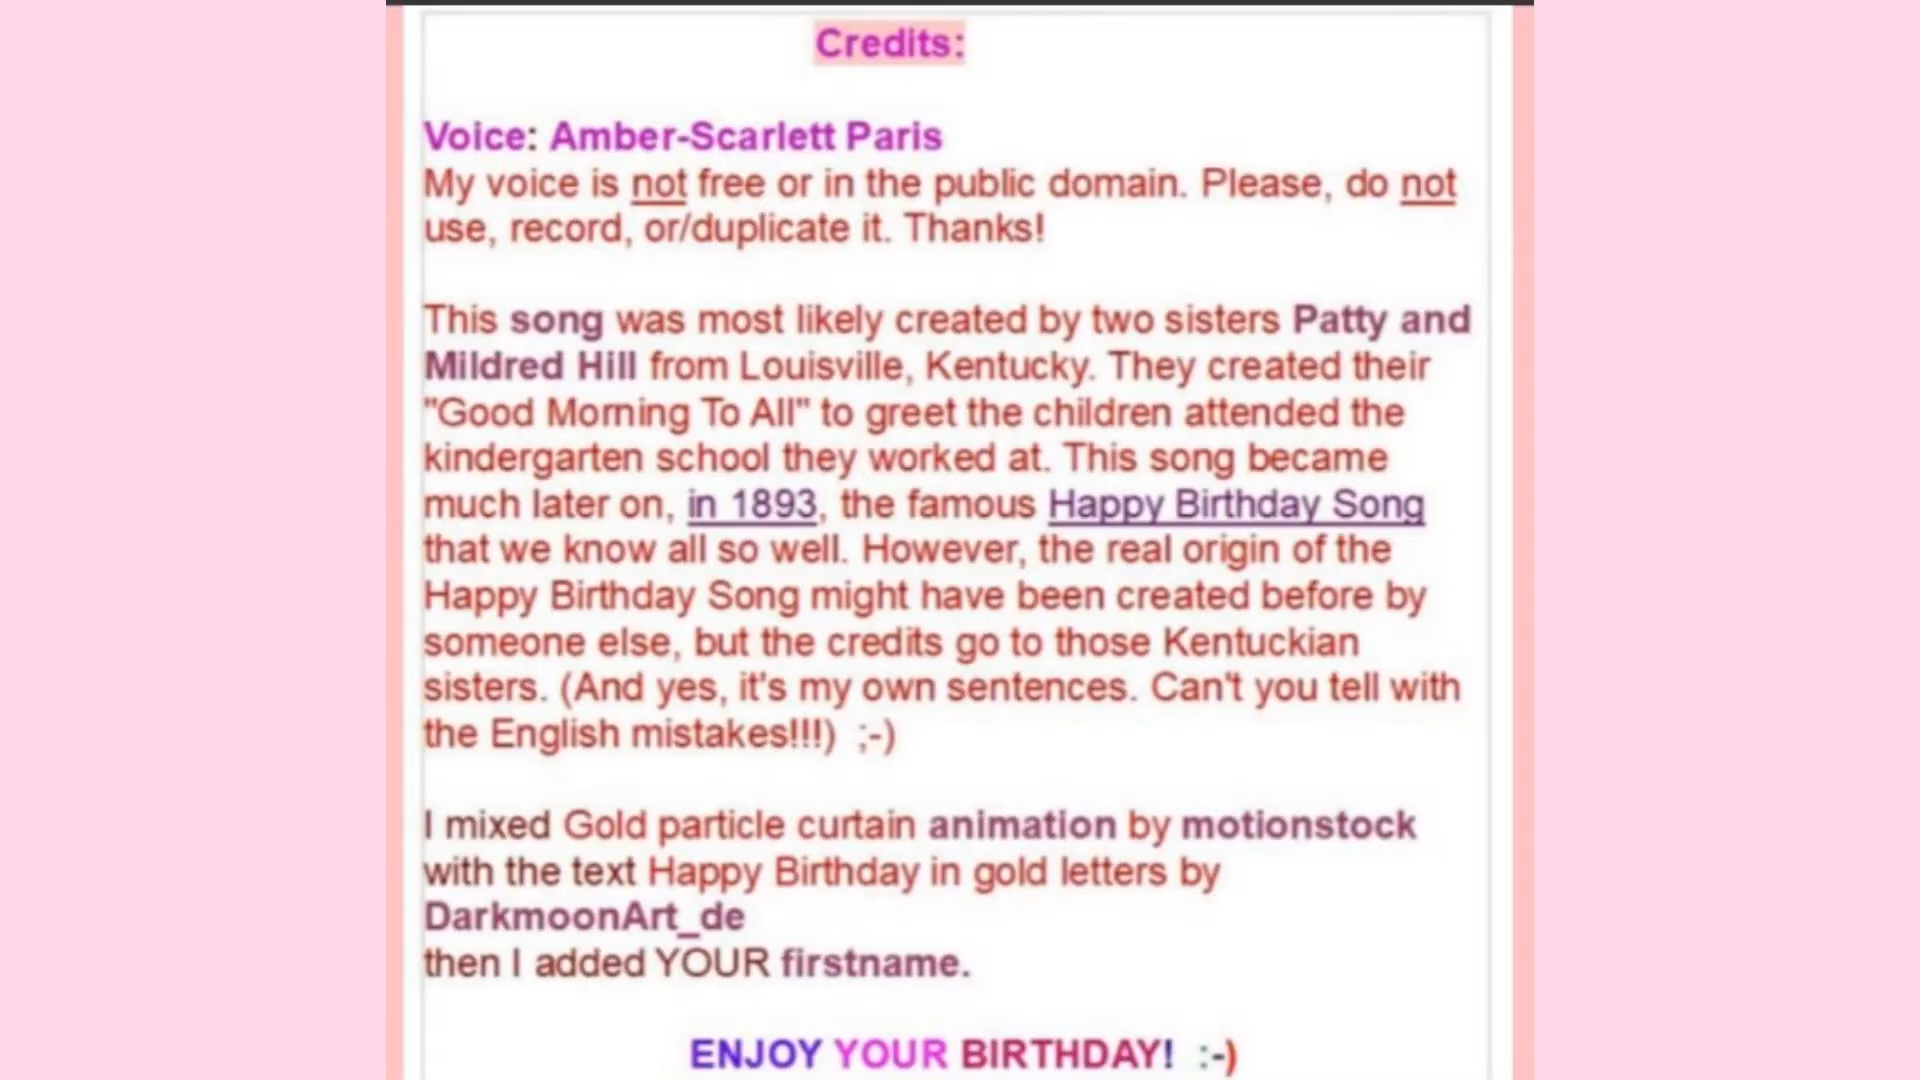 Credits:
Voice: Amber-Scarlett Paris
My voice is not free or in the public domain. Please, do not
use, record, or/duplicate it. Thanks!
This song was most likely created by two sisters Patty and
Mildred Hill from Louisville, Kentucky. They created their
"Good Morning To All" to greet the children attended the
kindergarten school they worked at. This song became
much later on, in 1893, the famous Happy Birthday Song
that we know all so well. However, the real origin of the
Happy Birthday Song might have been created before by
someone else, but the credits go to those Kentuckian
sisters. (And yes, it's my own sentences. Can't you tell with
the English mistakes!!!) ;-)
I mixed Gold particle curtain animation by motionstock
with the text Happy Birthday in gold letters by
DarkmoonArt_de
then I added YOUR firstname.
ENJOY YOUR BIRTHDAY! :-)